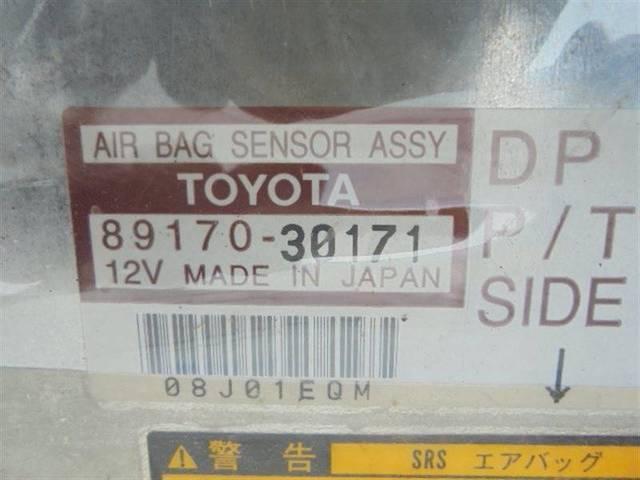 AIR BAG SENSOR ASSY
TOYOTA
89170-30171
12V MADE IN JAPAN
DP
P/T
SIDE
↓
08J01EQM
⚠警告
SRS エアバッグ